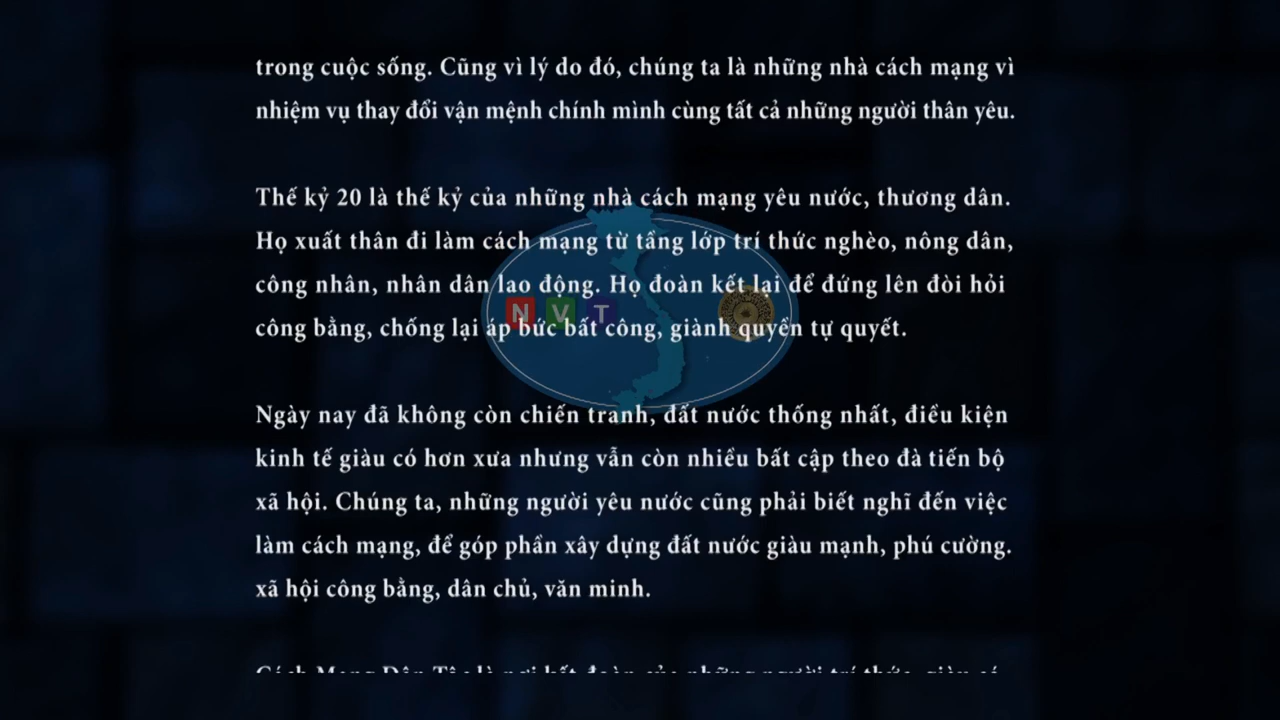 trong cuộc sống. Cũng vì lý do đó, chúng ta là những nhà cách mạng vì
nhiệm vụ thay đổi vận mệnh chính mình cùng tất cả những người thân yêu.
Thế kỷ 20 là thế kỷ của những nhà cách mạng yêu nước, thương dân.
Họ xuất thân đi làm cách mạng từ tầng lớp trí thức nghèo, nông dân,
công nhân, nhân dân lao động. Họ đoàn kết lại để đứng lên đòi hỏi
công bằng, chống lại áp bức bất công, giành quyền tự quyết.
N V T
Ngày nay đã không còn chiến tranh, đất nước thống nhất, điều kiện
kinh tế giàu có hơn xưa nhưng vẫn còn nhiều bất cập theo đà tiến bộ
xã hội. Chúng ta, những người yêu nước cũng phải biết nghĩ đến việc
làm cách mạng, để góp phần xây dựng đất nước giàu mạnh, phú cường.
xã hội công bằng, dân chủ, văn minh.